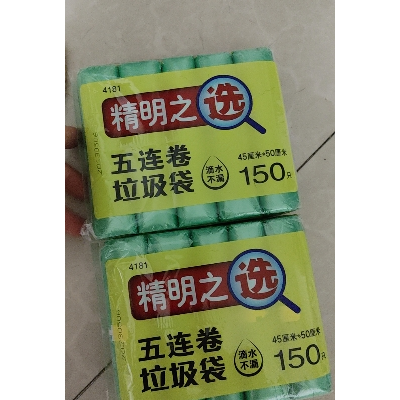 4181
精明之选
五连卷
垃圾袋
滴水
不漏
45厘米*50厘米
150只
4181
精明之选
五连卷
垃圾袋
滴水
不漏
45厘米*50厘米
150只